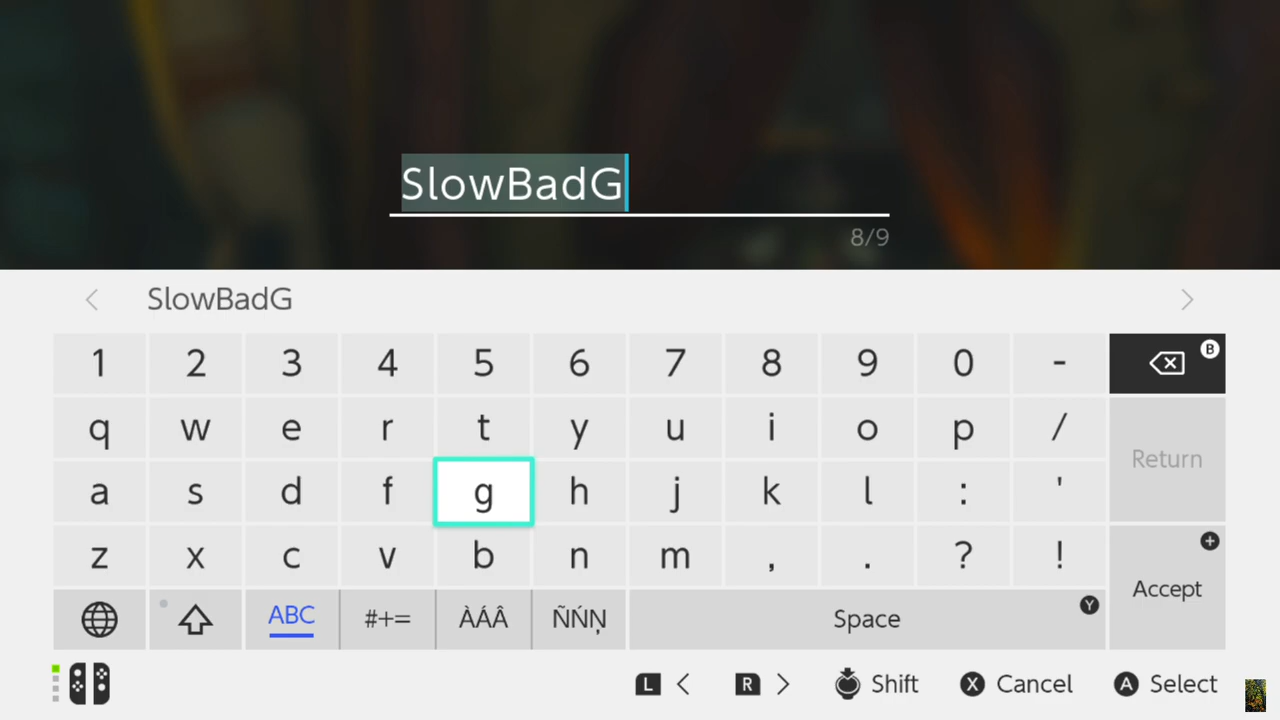 SlowBadG
8/9
SlowBadG
1 2 3 4 5 6 7 8 9 0 - B
q w e r t y u i o p /
Return
a s d f g h j k l : '
z x c v b n m , . ? !
Accept
ABC #+= ÀÁÂ ÑŃŅ Space Y
L < R > Shift X Cancel A Select